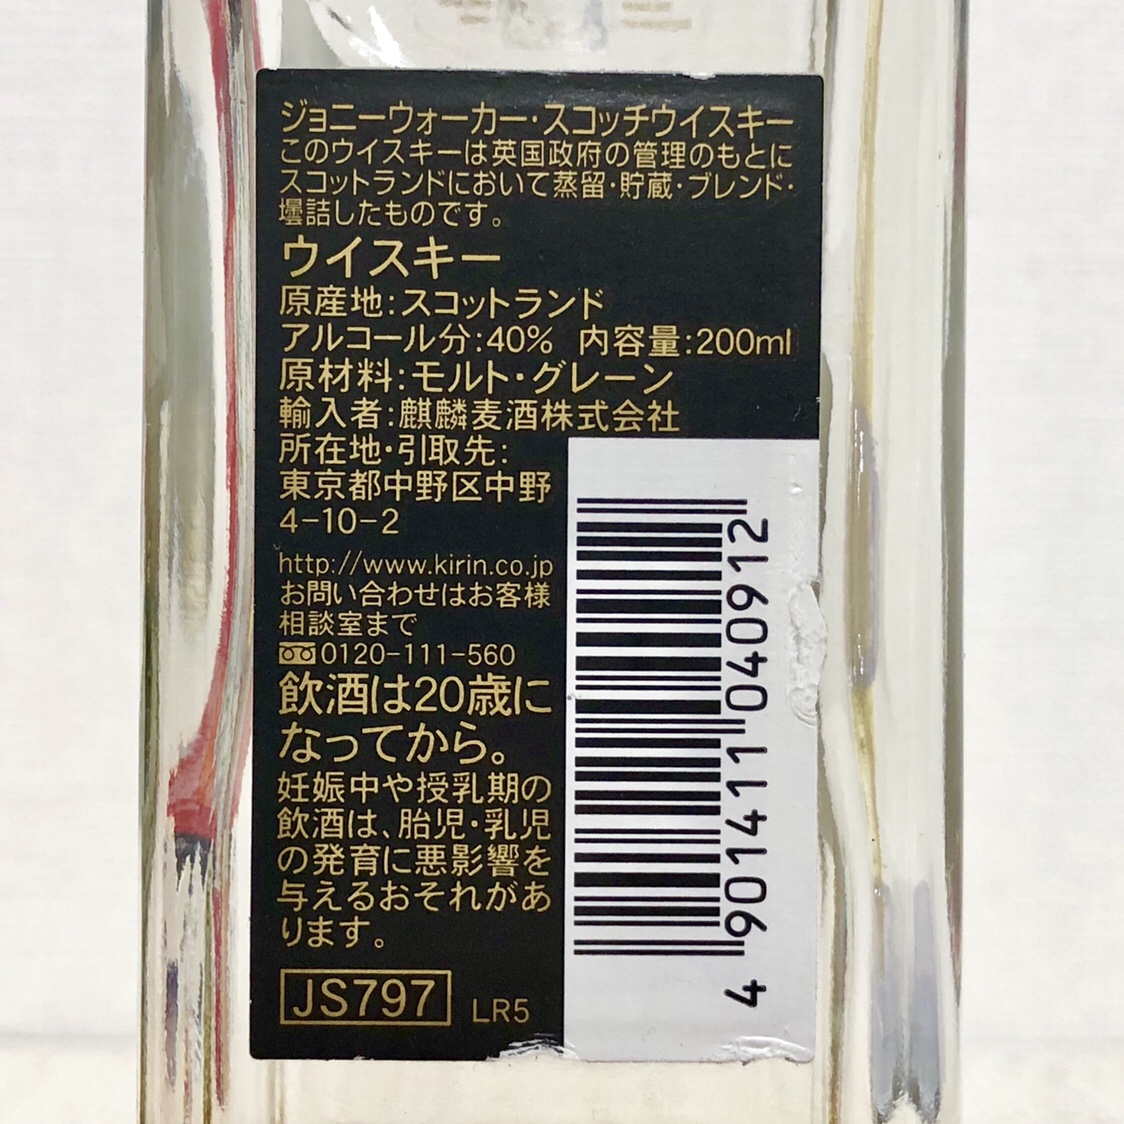 ジョニーウォーカー・スコッチウイスキー
このウイスキーは英国政府の管理のもとに
スコットランドにおいて蒸留・貯蔵・ブレンド・
壜詰したものです。
ウイスキー
原産地:スコットランド
アルコール分:40% 内容量:200ml
原材料:モルト・グレーン
輸入者:麒麟麦酒株式会社
所在地・引取先:
東京都中野区中野
4-10-2
http://www.kirin.co.jp
お問い合わせはお客様
相談室まで
0120-111-560
飲酒は20歳に
なってから。
妊娠中や授乳期の
飲酒は、胎児・乳児
の発育に悪影響を
与えるおそれがあ
ります。
JS797 LR5
4 901411 040912